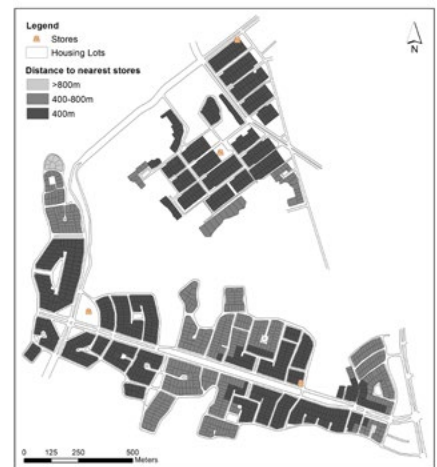 Legend
Stores
Housing Lots
Distance to nearest stores
>800m
400-800m
400m
N
0 125 250 500
Meters